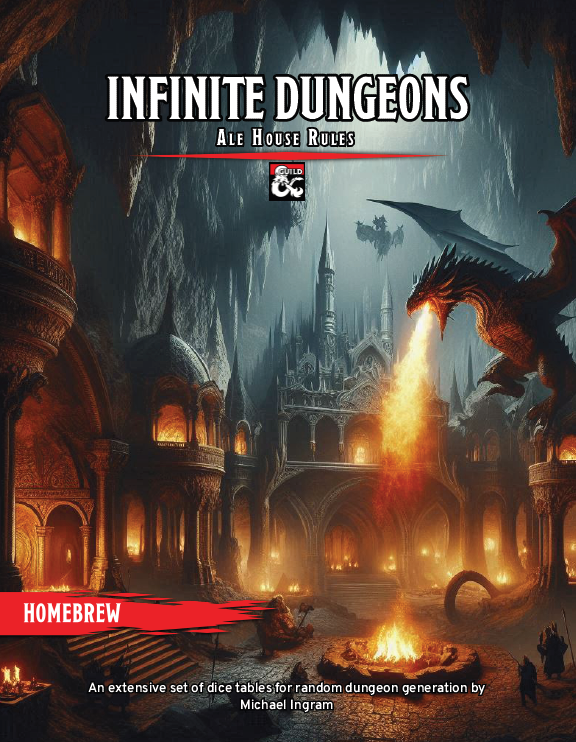 INFINITE DUNGEONS
ALE HOUSE RULES
GUILD
HOMEBREW
An extensive set of dice tables for random dungeon generation by
Michael Ingram